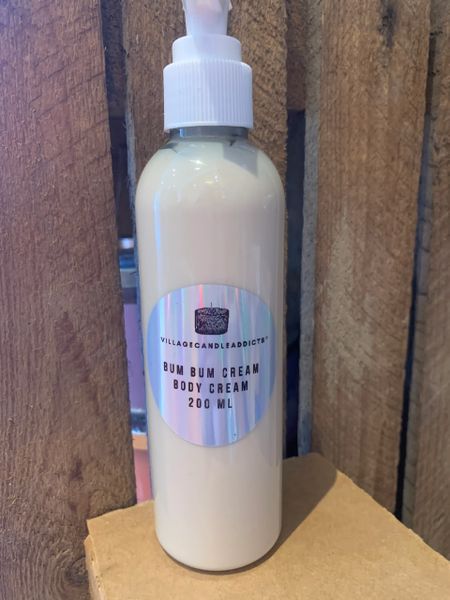 VILLAGECANDLEADDICTS
BUM BUM CREAM
BODY CREAM
200 ML